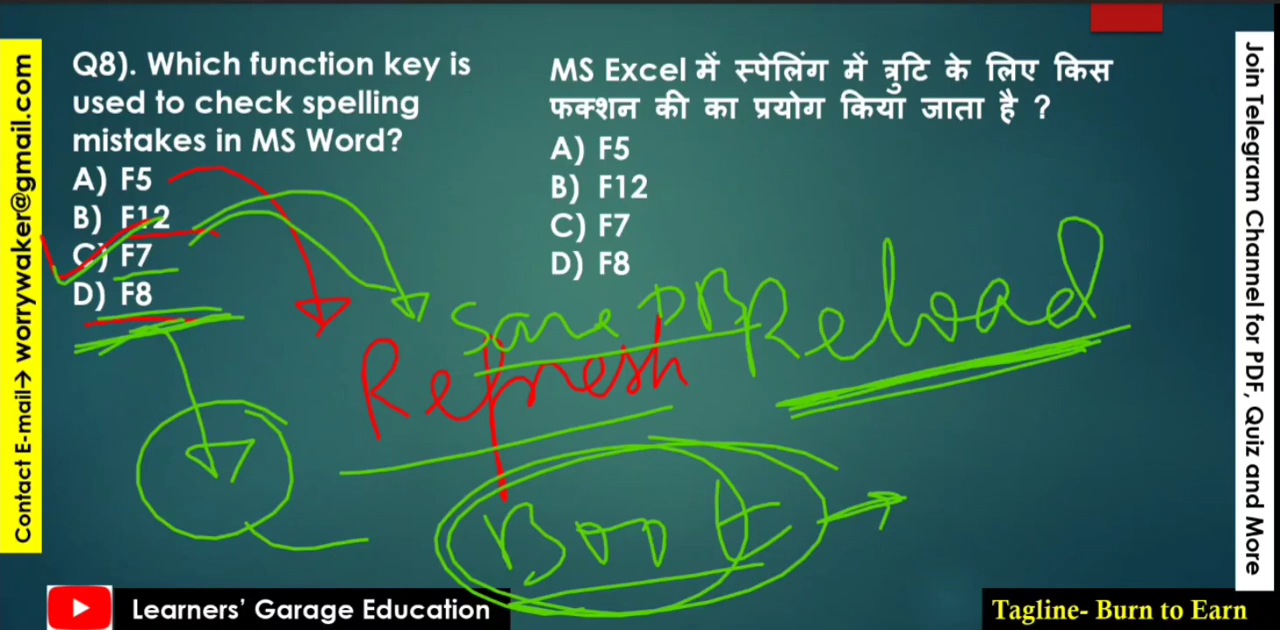 Q8). Which function key is
used to check spelling
mistakes in MS Word?
A) F5
B) F12
C) F7
D) F8
MS Excel में स्पेलिंग में त्रुटि के लिए किस
फक्शन की का प्रयोग किया जाता है ?
A) F5
B) F12
C) F7
D) F8
Refresh
Reload
Boot
Contact E-mail→ worrywaker@gmail.com
Join Telegram Channel for PDF, Quiz and More
Learners' Garage Education
Tagline- Burn to Earn